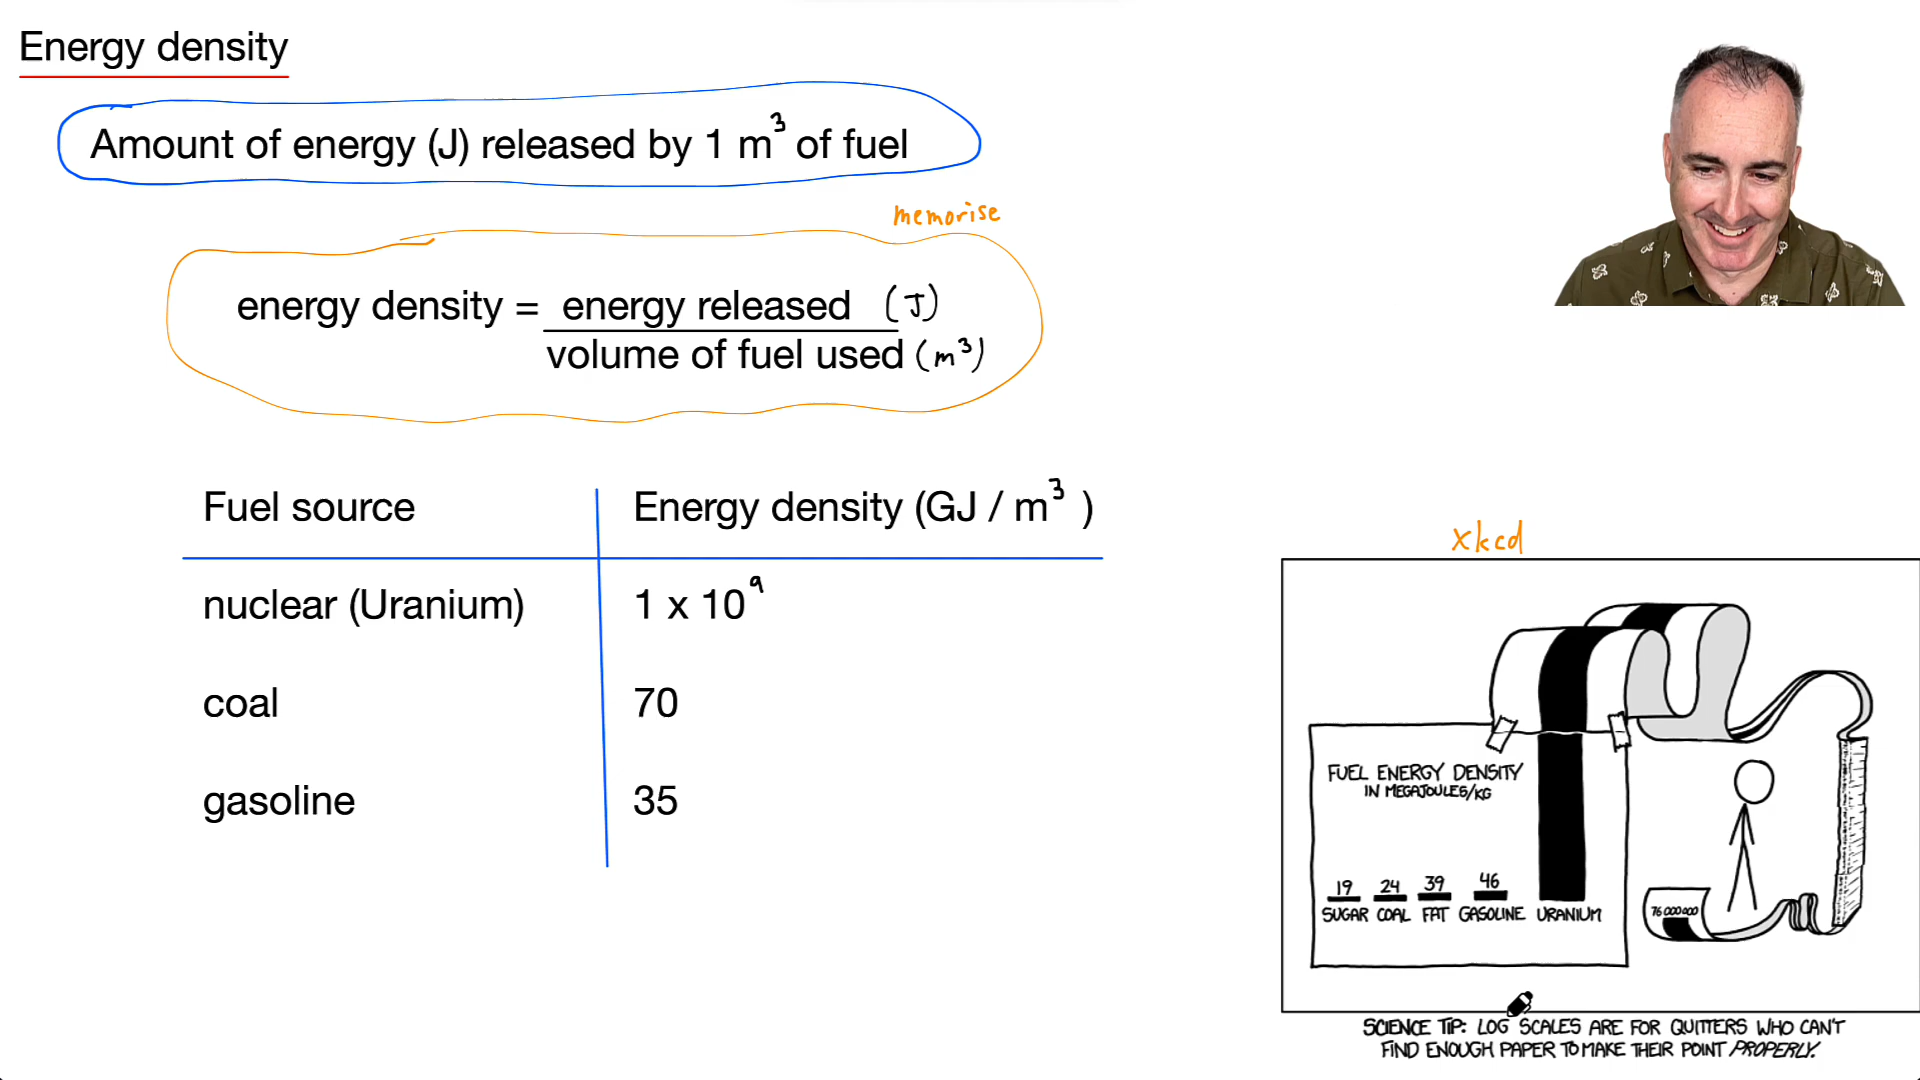 Energy density
Amount of energy (J) released by 1 m³ of fuel
memorise
energy density = energy released (J)
volume of fuel used (m³)
Fuel source Energy density (GJ / m³ )
nuclear (Uranium) 1 x 10⁹
coal 70
gasoline 35
xkcd
FUEL ENERGY DENSITY
IN MEGAJOULES/KG
19 24 39 46
SUGAR COAL FAT GASOLINE URANIUM
76 000 000
SCIENCE TIP: LOG SCALES ARE FOR QUITTERS WHO CAN'T
FIND ENOUGH PAPER TO MAKE THEIR POINT PROPERLY.